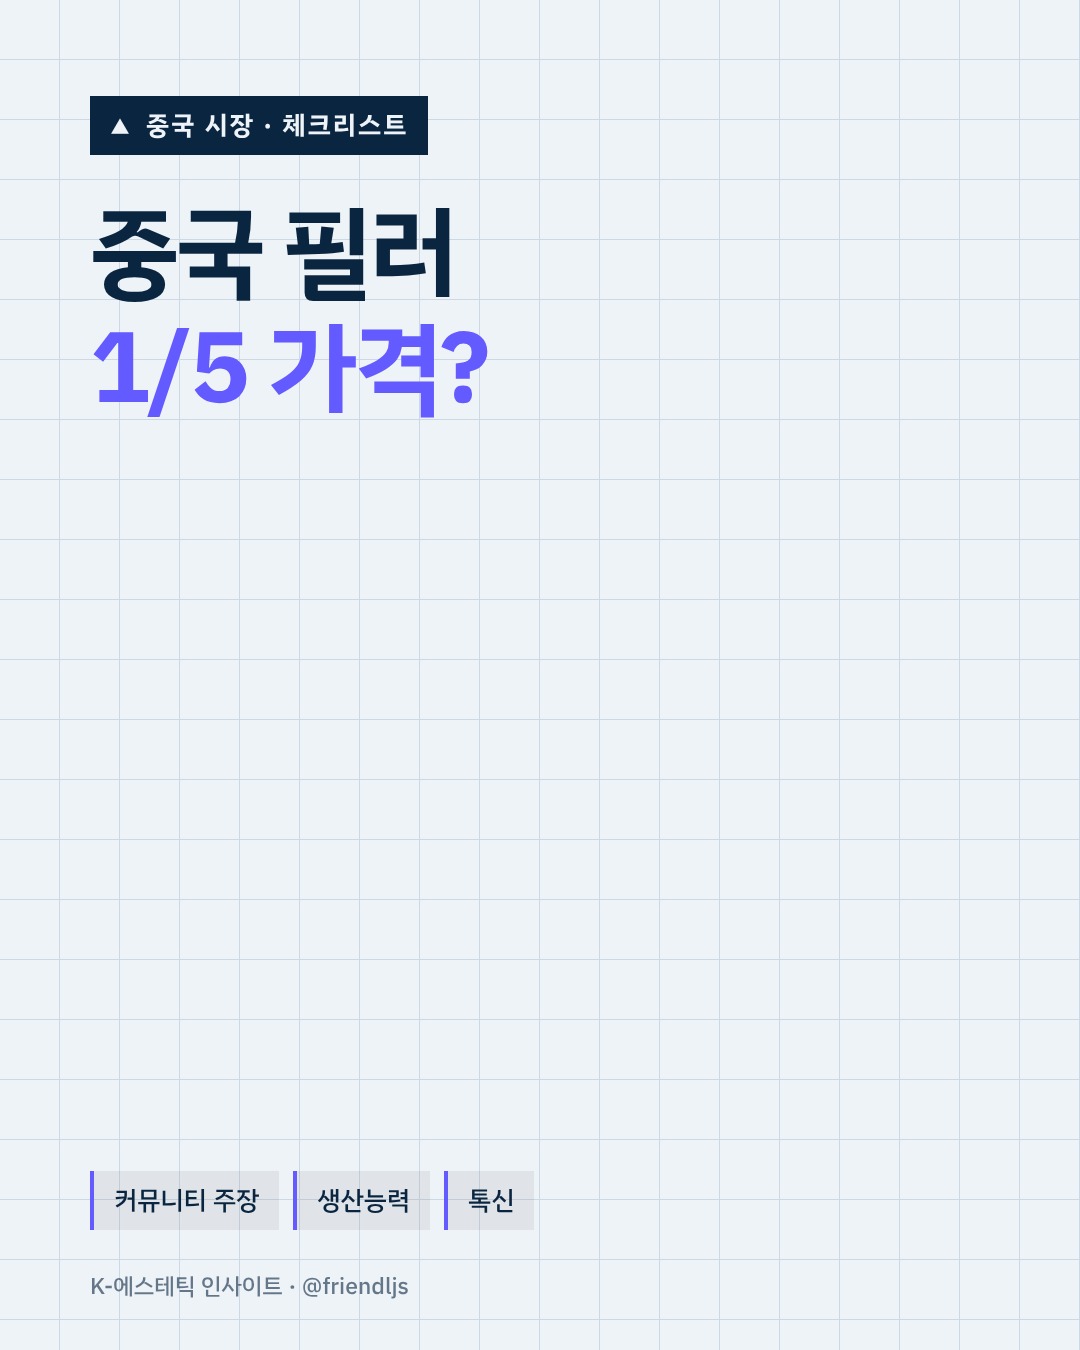 ▲ 중국 시장 · 체크리스트
중국 필러
1/5 가격?
커뮤니티 주장
생산능력
톡신
K-에스테틱 인사이트 · @friendljs